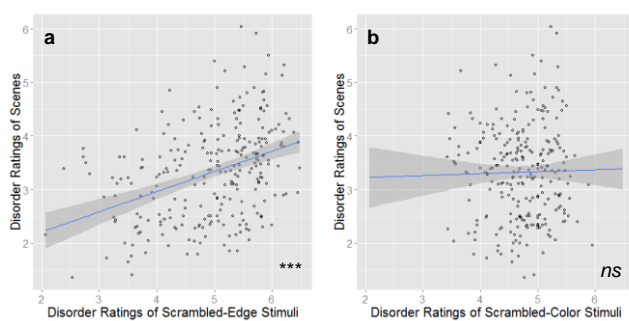 a
6
5
4
3
2
Disorder Ratings of Scenes
2 3 4 5 6
Disorder Ratings of Scrambled-Edge Stimuli
***
b
6
5
4
3
2
Disorder Ratings of Scenes
2 3 4 5 6
Disorder Ratings of Scrambled-Color Stimuli
ns